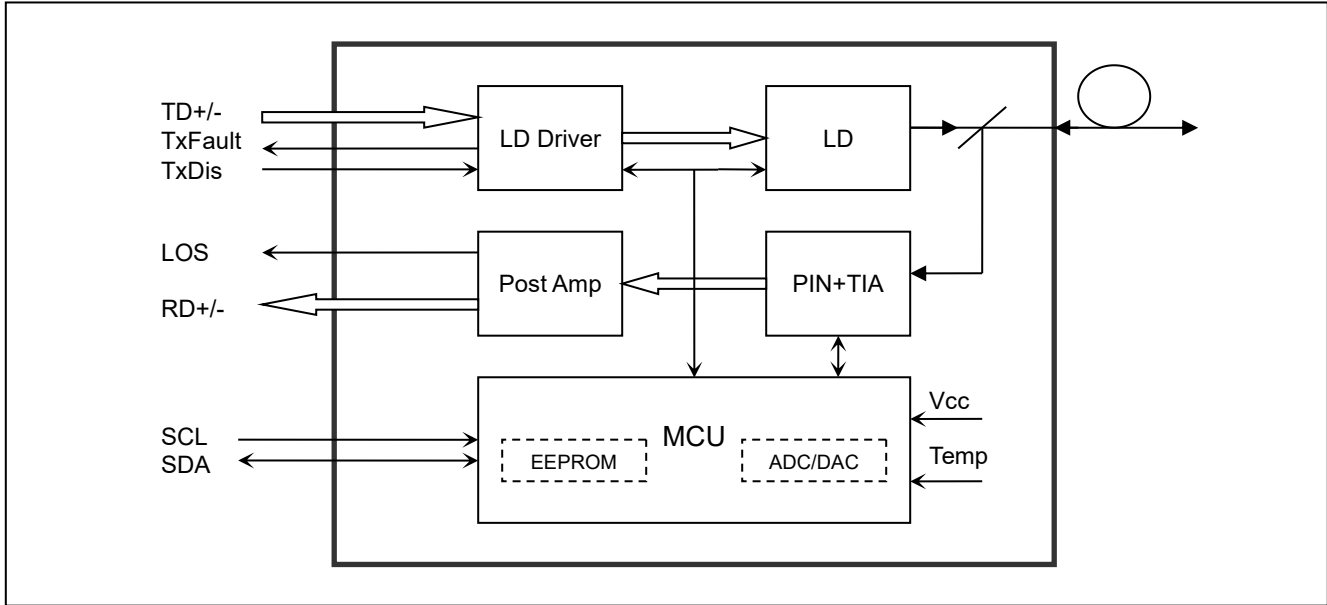 TD+/-
TxFault
TxDis
LD Driver
LD
LOS
RD+/-
Post Amp
PIN+TIA
SCL
SDA
MCU
EEPROM
ADC/DAC
Vcc
Temp